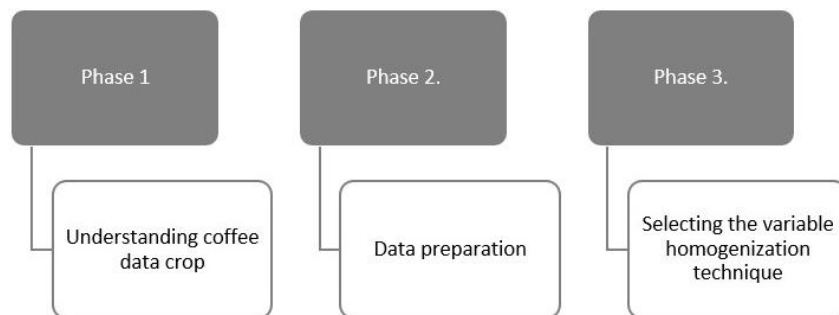 Phase 1
Phase 2.
Phase 3.
Understanding coffee
data crop
Data preparation
Selecting the variable
homogenization
technique